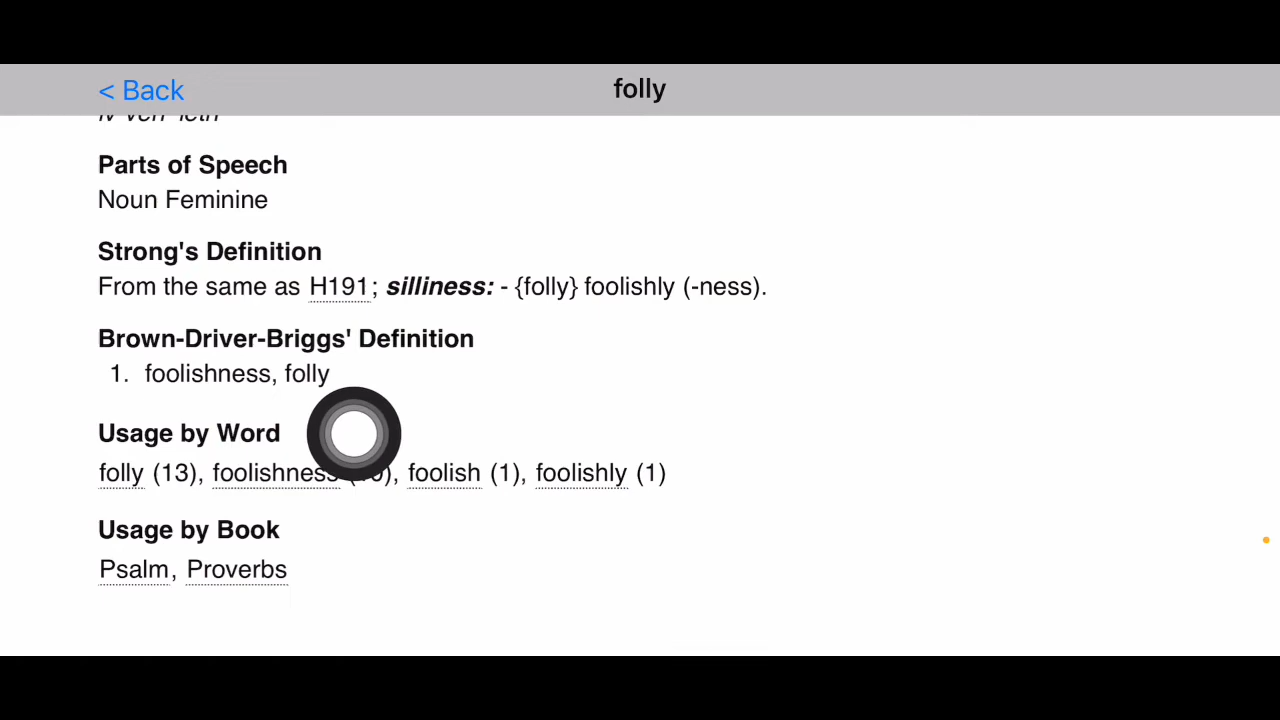 < Back
folly
Parts of Speech
Noun Feminine
Strong's Definition
From the same as H191; silliness: - {folly} foolishly (-ness).
Brown-Driver-Briggs' Definition
1. foolishness, folly
Usage by Word
folly (13), foolishness foolish (1), foolishly (1)
Usage by Book
Psalm, Proverbs